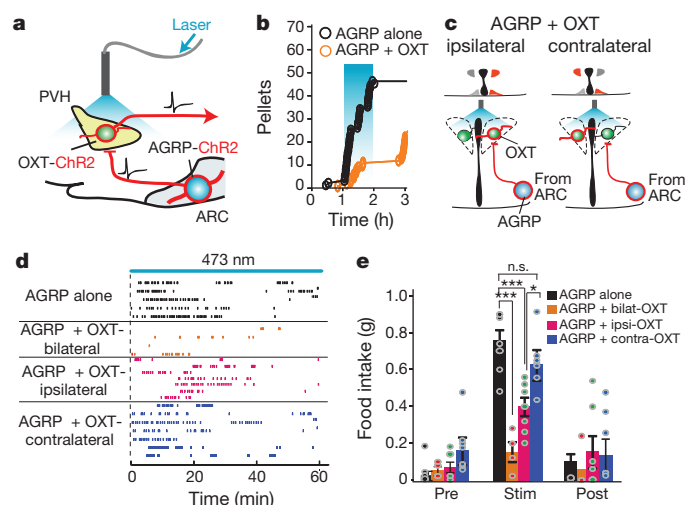 a
Laser
PVH
OXT-ChR2
AGRP-ChR2
ARC
b
AGRP alone
AGRP + OXT
Pellets
70
60
50
40
30
20
10
0
0
1
2
3
Time (h)
c
AGRP + OXT
ipsilateral
contralateral
OXT
From
ARC
AGRP
From
ARC
d
473 nm
AGRP alone
AGRP + OXT-
bilateral
AGRP + OXT-
ipsilateral
AGRP + OXT-
contralateral
0
20
40
60
Time (min)
e
n.s.
***
***
*
AGRP alone
AGRP + bilat-OXT
AGRP + ipsi-OXT
AGRP + contra-OXT
Food intake (g)
1.0
0.8
0.6
0.4
0.2
0
Pre
Stim
Post